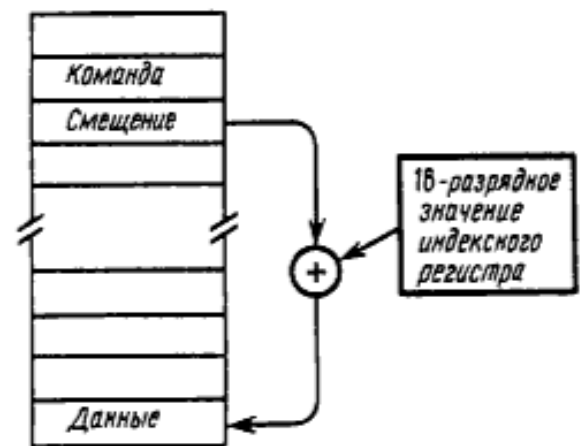 Команда
Смещение
16-разрядное
значение
индексного
регистра
+
Данные